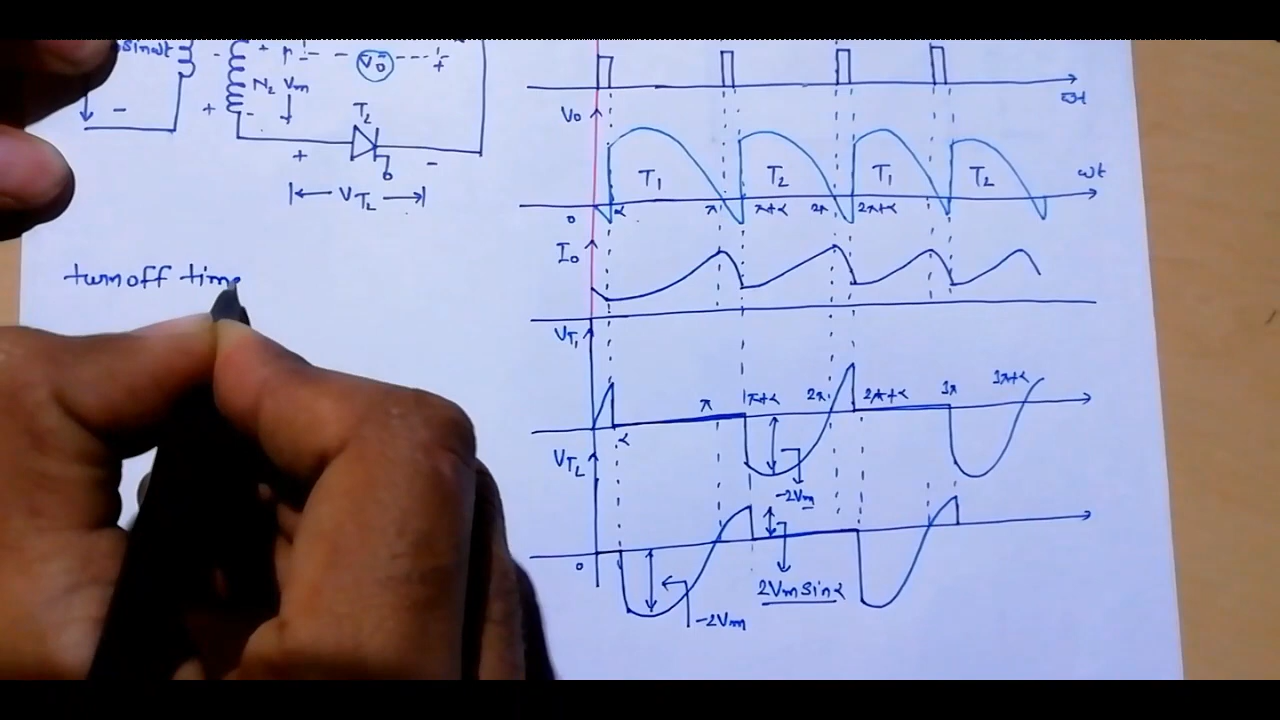 sinωt
- + - - +
V0
N2 Vm
+ -
-
T2
+ -
VT2
turnoff time
ωt
V0
T1 T2 T1 T2 ωt
0 α π π+α 2π 2π+α
I0
VT1
α π π+α 2π 2π+α 3π 3π+α
-2Vm
VT2
0
2Vm sinα
-2Vm